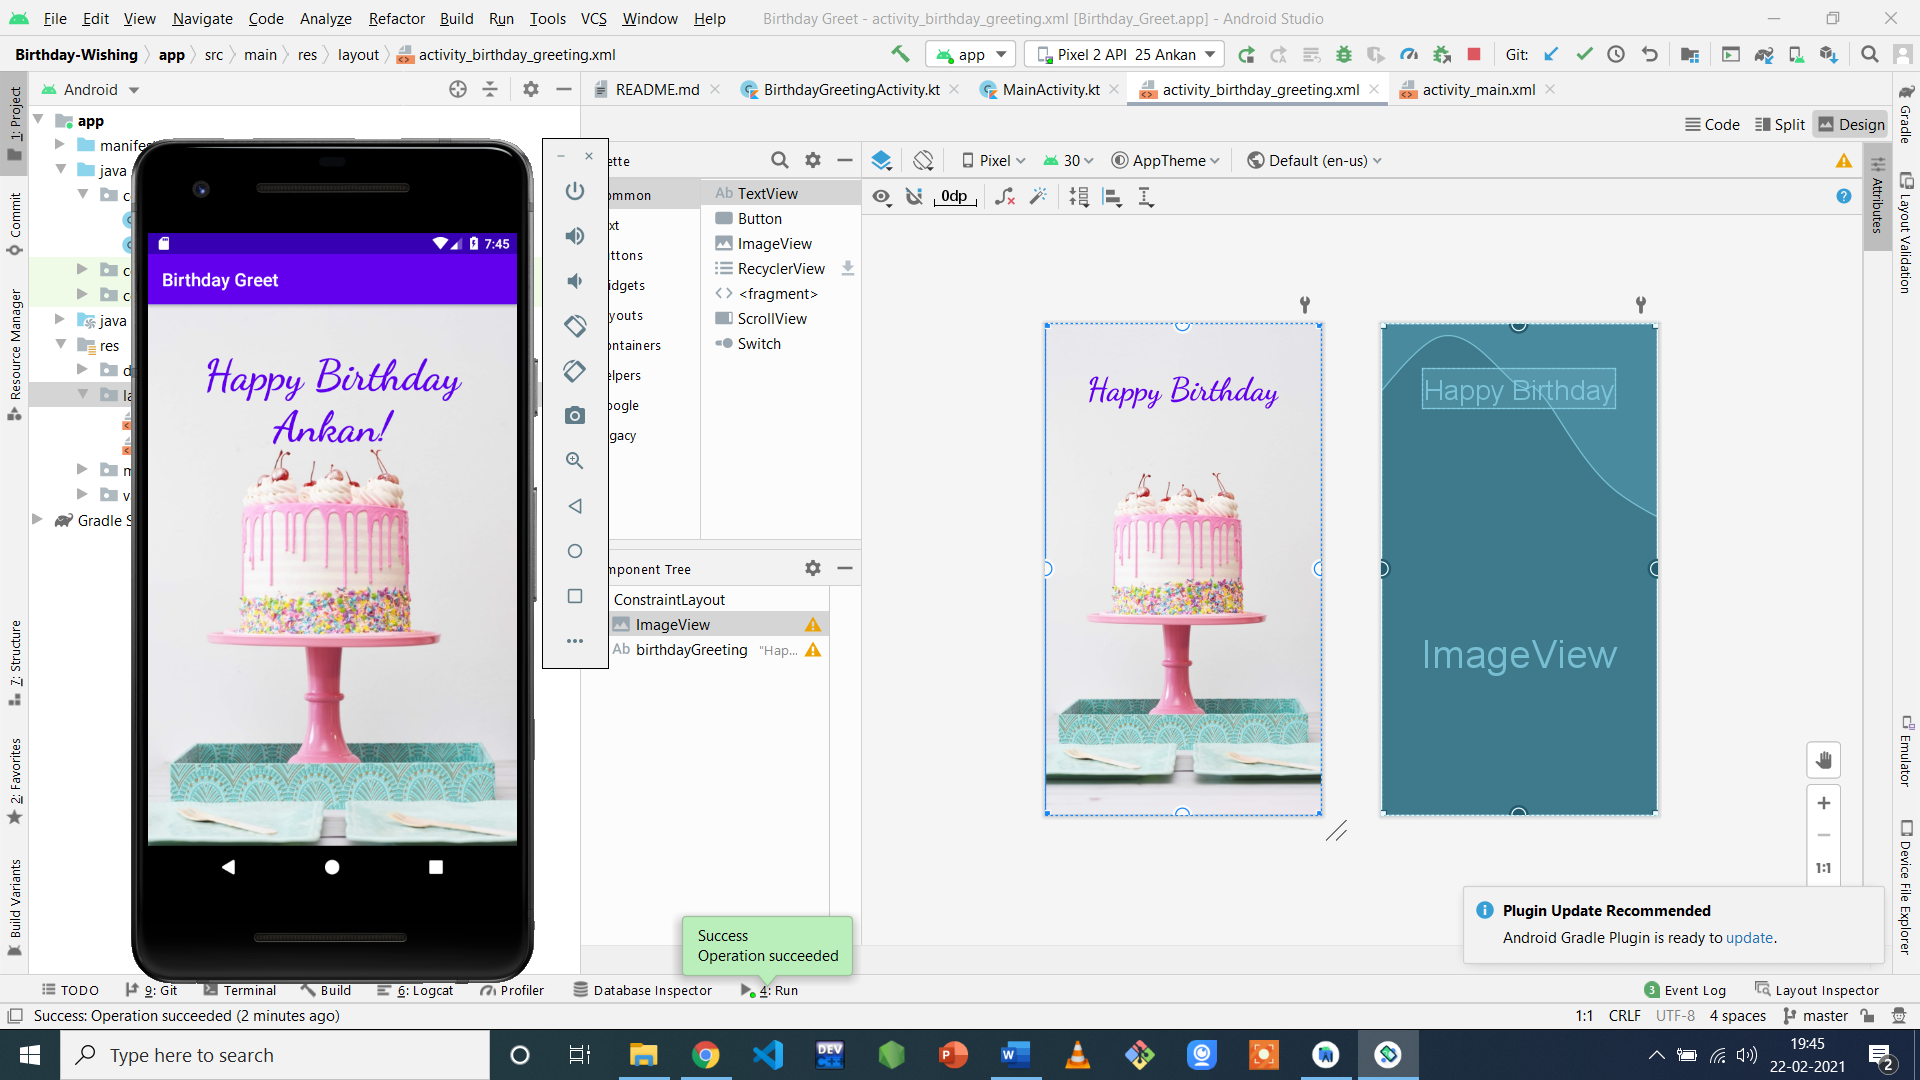 File Edit View Navigate Code Analyze Refactor Build Run Tools VCS Window Help Birthday Greet - activity_birthday_greeting.xml [Birthday_Greet.app] - Android Studio
Birthday-Wishing app src main res layout activity_birthday_greeting.xml app Pixel 2 API 25 Ankan Git:
Android README.md BirthdayGreetingActivity.kt MainActivity.kt activity_birthday_greeting.xml activity_main.xml
Code Split Design
1: Project
Commit
Resource Manager
7: Structure
2: Favorites
Build Variants
app
manifes
java
java
res
Gradle S
7:45
Birthday Greet
Happy Birthday
Ankan!
ette
ommon
xt
ttons
idgets
youts
ontainers
elpers
oogle
gacy
Ab TextView
Button
ImageView
RecyclerView
<> <fragment>
ScrollView
Switch
mponent Tree
ConstraintLayout
ImageView
Ab birthdayGreeting "Hap...
Pixel 30 AppTheme Default (en-us)
0dp
Happy Birthday
Happy Birthday
ImageView
1:1
Gradle
Attributes
Layout Validation
Emulator
Device File Explorer
Plugin Update Recommended
Android Gradle Plugin is ready to update.
Success
Operation succeeded
TODO 9: Git Terminal Build 6: Logcat Profiler Database Inspector 4: Run 3 Event Log Layout Inspector
Success: Operation succeeded (2 minutes ago) 1:1 CRLF UTF-8 4 spaces master
Type here to search DEV C++ 19:45
22-02-2021 2